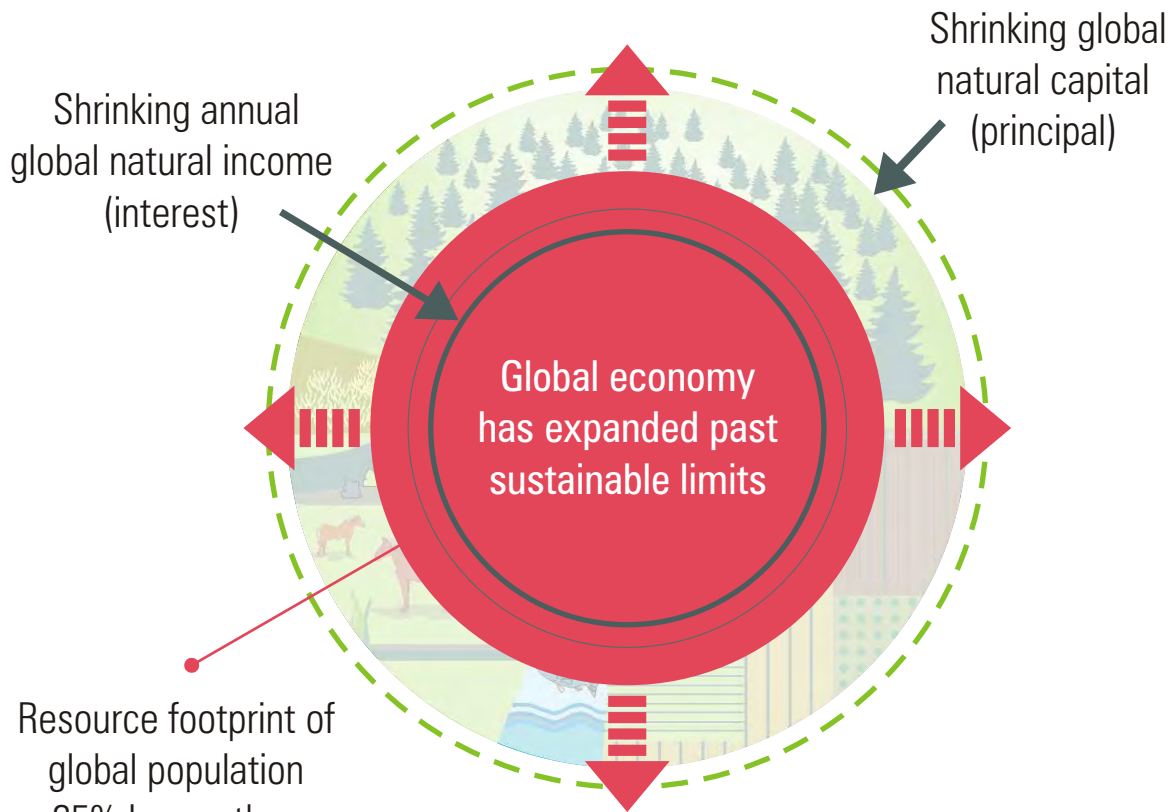 Shrinking global
natural capital
(principal)
Shrinking annual
global natural income
(interest)
Global economy
has expanded past
sustainable limits
Resource footprint of
global population